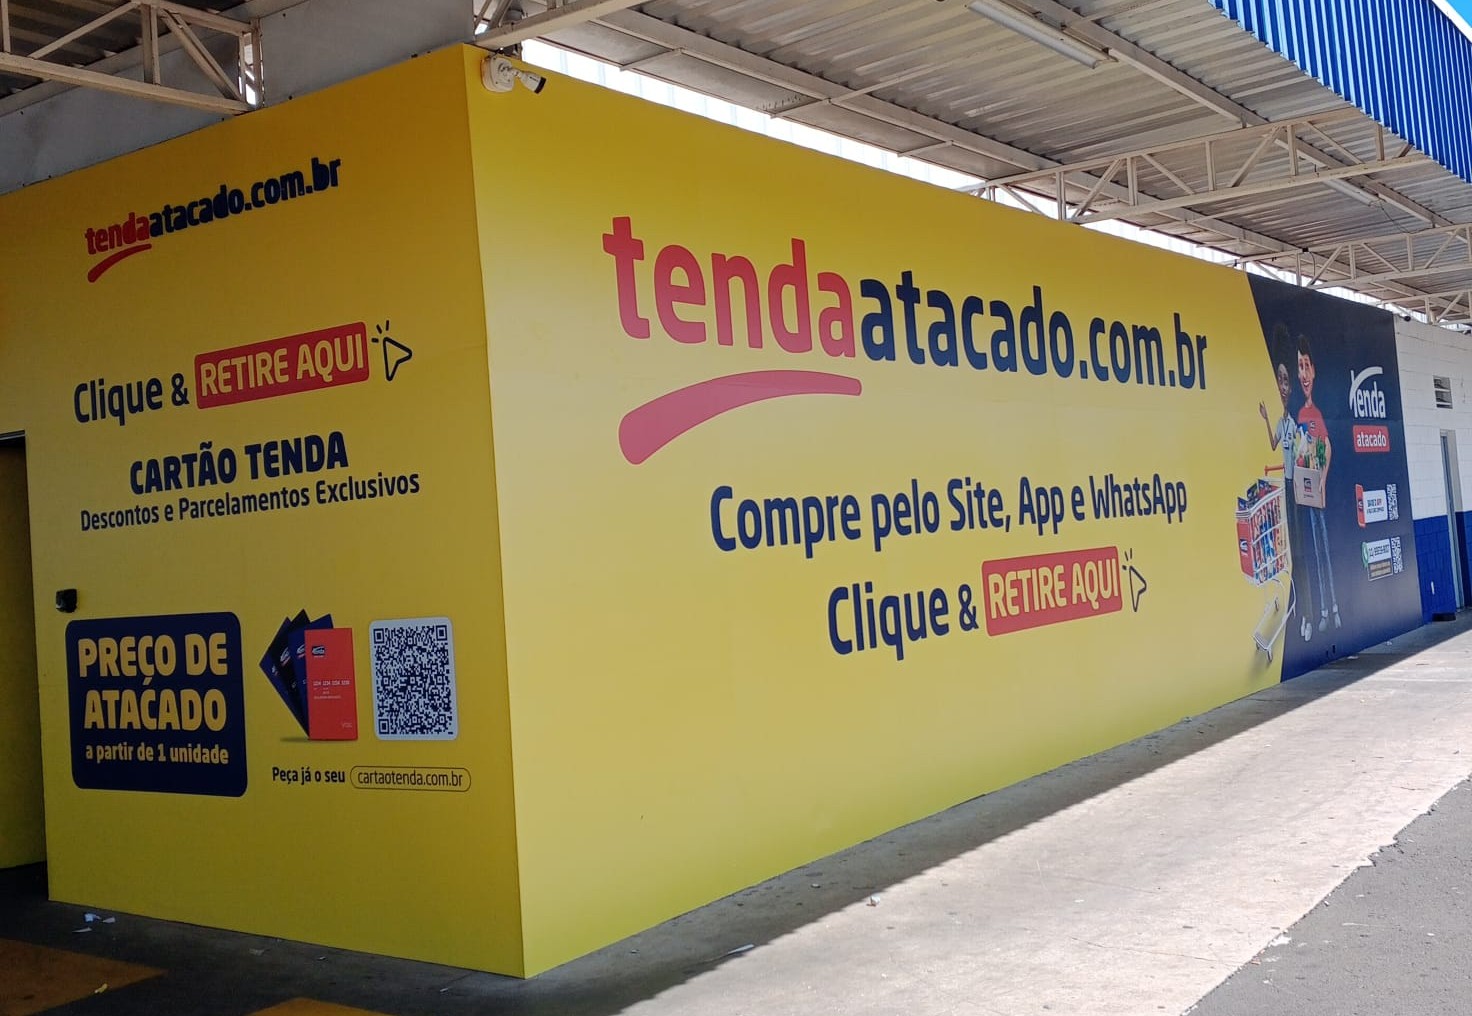 tendaatacado.com.br
Clique & RETIRE AQUI
CARTÃO TENDA
Descontos e Parcelamentos Exclusivos
PREÇO DE
ATACADO
a partir de 1 unidade
Peça já o seu cartaotenda.com.br
tendaatacado.com.br
Compre pelo Site, App e WhatsApp
Clique & RETIRE AQUI
Tenda
atacado